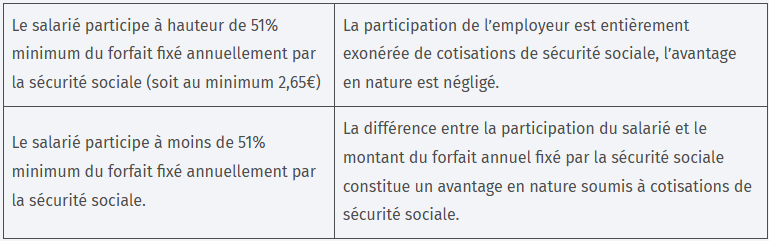 Le salarié participe à hauteur de 51%
minimum du forfait fixé annuellement par
la sécurité sociale (soit au minimum 2,65€)
La participation de l’employeur est entièrement
exonérée de cotisations de sécurité sociale, l’avantage
en nature est négligé.
Le salarié participe à moins de 51%
minimum du forfait fixé annuellement par
la sécurité sociale.
La différence entre la participation du salarié et le
montant du forfait annuel fixé par la sécurité sociale
constitue un avantage en nature soumis à cotisations de
sécurité sociale.